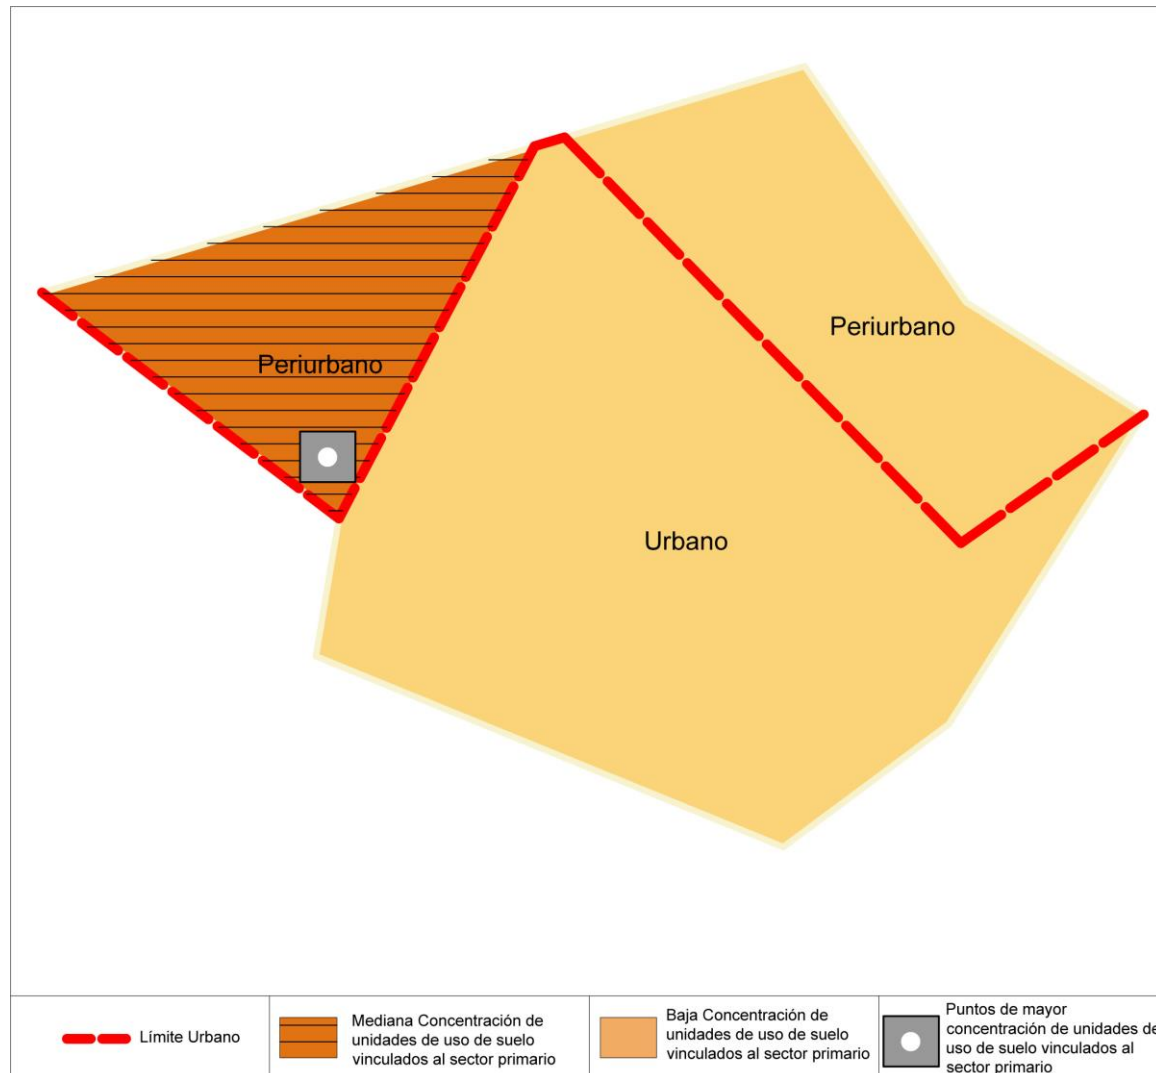 Periurbano
Periurbano
Urbano
Límite Urbano
Mediana Concentración de
unidades de uso de suelo
vinculados al sector primario
Baja Concentración de
unidades de uso de suelo
vinculados al sector primario
Puntos de mayor
concentración de unidades de
uso de suelo vinculados al
sector primario